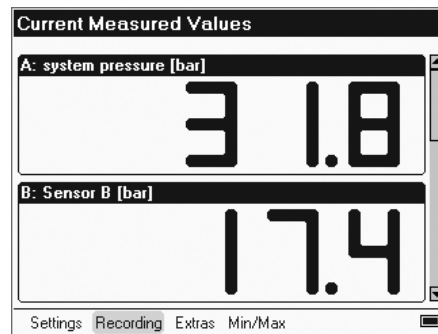 Current Measured Values
A: system pressure [bar]
31.8
B: Sensor B [bar]
17.4
Settings Recording Extras Min/Max